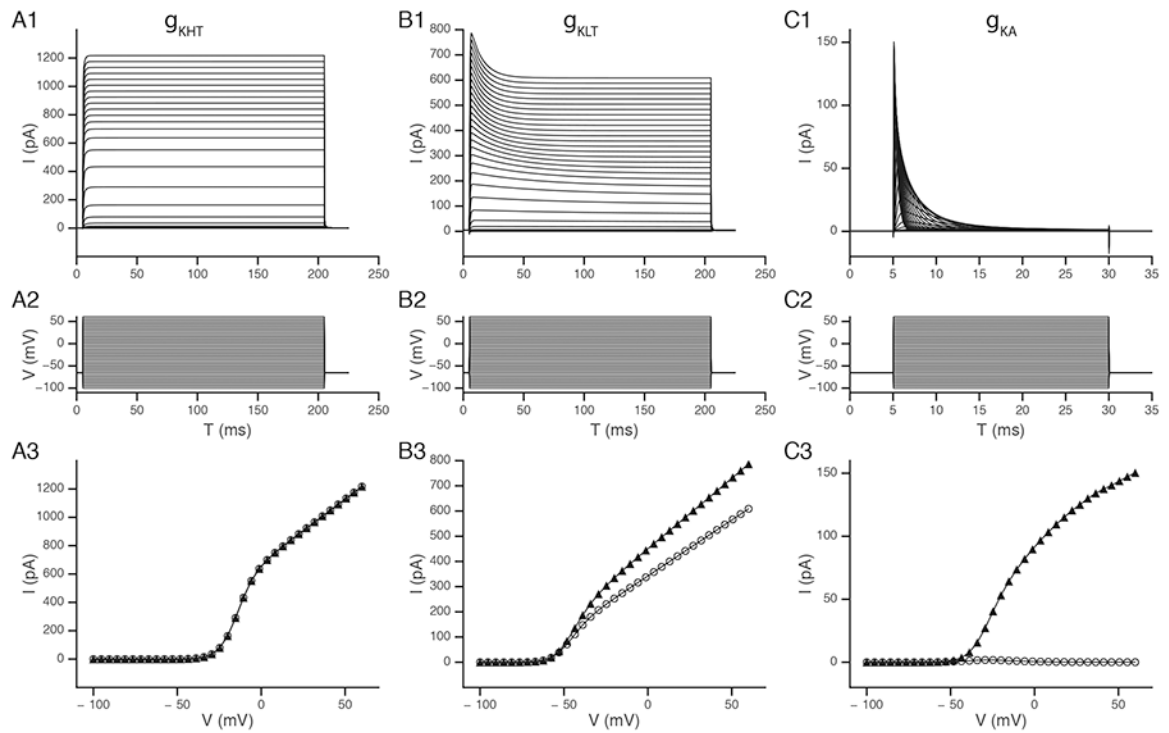 A1
g_KHT
I (pA)
1200
1000
800
600
400
200
0
0 50 100 150 200 250
B1
g_KLT
I (pA)
800
700
600
500
400
300
200
100
0
0 50 100 150 200 250
C1
g_KA
I (pA)
150
100
50
0
0 5 10 15 20 25 30 35
A2
V (mV)
50
0
−50
−100
0 50 100 150 200 250
T (ms)
B2
V (mV)
50
0
−50
−100
0 50 100 150 200 250
T (ms)
C2
V (mV)
50
0
−50
−100
0 5 10 15 20 25 30 35
T (ms)
A3
I (pA)
1200
1000
800
600
400
200
0
− 100 −50 0 50
V (mV)
B3
I (pA)
800
700
600
500
400
300
200
100
0
− 100 −50 0 50
V (mV)
C3
I (pA)
150
100
50
0
− 100 −50 0 50
V (mV)